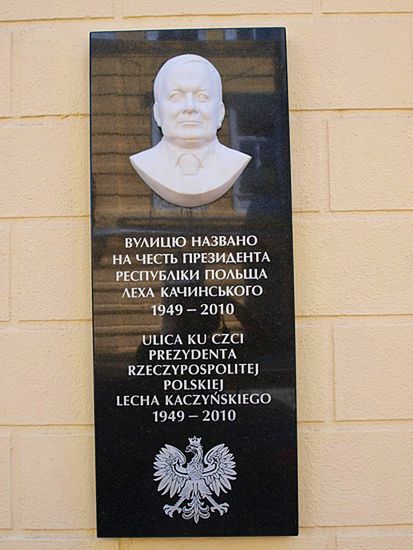 ВУЛИЦЮ НАЗВАНО
НА ЧЕСТЬ ПРЕЗИДЕНТА
РЕСПУБЛІКИ ПОЛЬЩА
ЛЕХА КАЧИНСЬКОГО
1949 – 2010
ULICA KU CZCI
PREZYDENTA
RZECZYPOSPOLITEJ
POLSKIEJ
LECHA KACZYŃSKIEGO
1949 – 2010